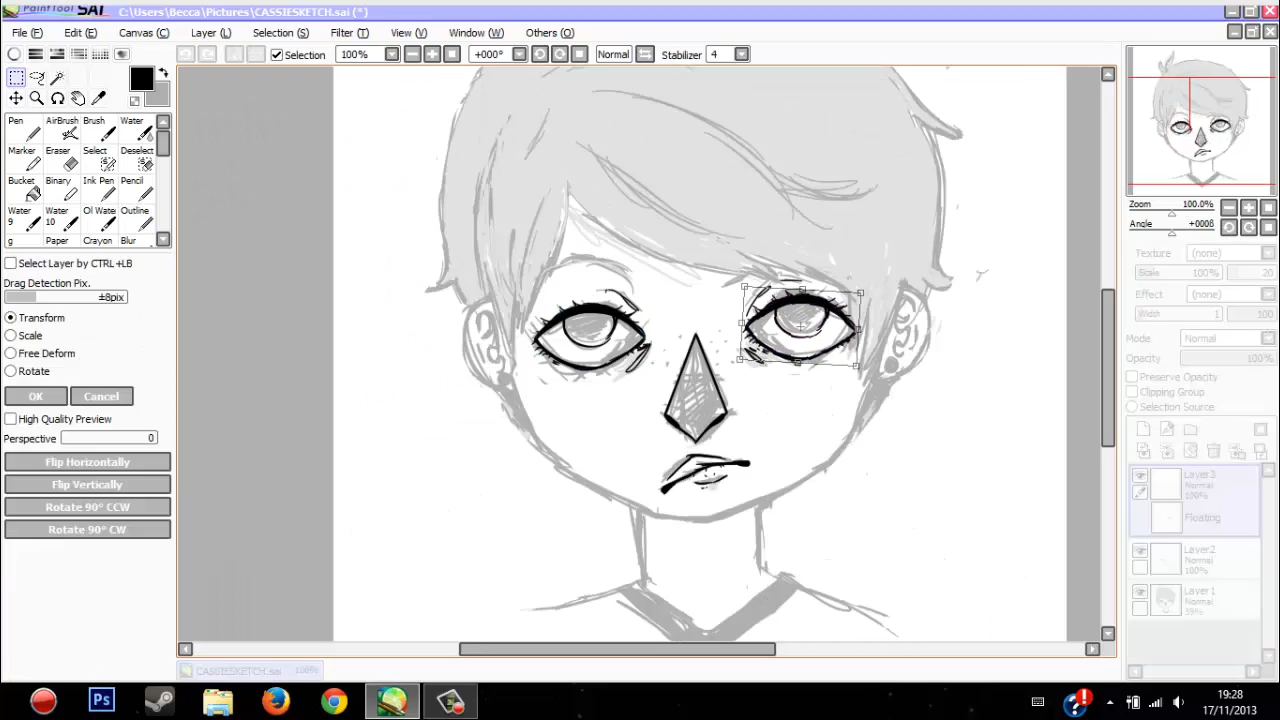 PaintTool SAI C:\Users\Becca\Pictures\CASSIESKETCH.sai (*)
File (F) Edit (E) Canvas (C) Layer (L) Selection (S) Filter (T) View (V) Window (W) Others (O)
Selection 100% +000° Normal Stabilizer 4
Pen AirBrush Brush Water
Marker Eraser Select Deselect
Bucket Binary Ink Pen Pencil
Water 9 Water 10 Ol Water Outline
g Paper Crayon Blur
Select Layer by CTRL +LB
Drag Detection Pix.
±8pix
Transform
Scale
Free Deform
Rotate
OK Cancel
High Quality Preview
Perspective 0
Flip Horizontally
Flip Vertically
Rotate 90° CCW
Rotate 90° CW
Zoom 100.0%
Angle +000ß
Texture (none)
Scale 100% 20
Effect (none)
Width 1 100
Mode Normal
Opacity 100%
Preserve Opacity
Clipping Group
Selection Source
Layer3
Normal
100%
Floating
Layer2
Normal
100%
Layer1
Normal
39%
CASSIESKETCH.sai 100%
Ps
19:28
17/11/2013